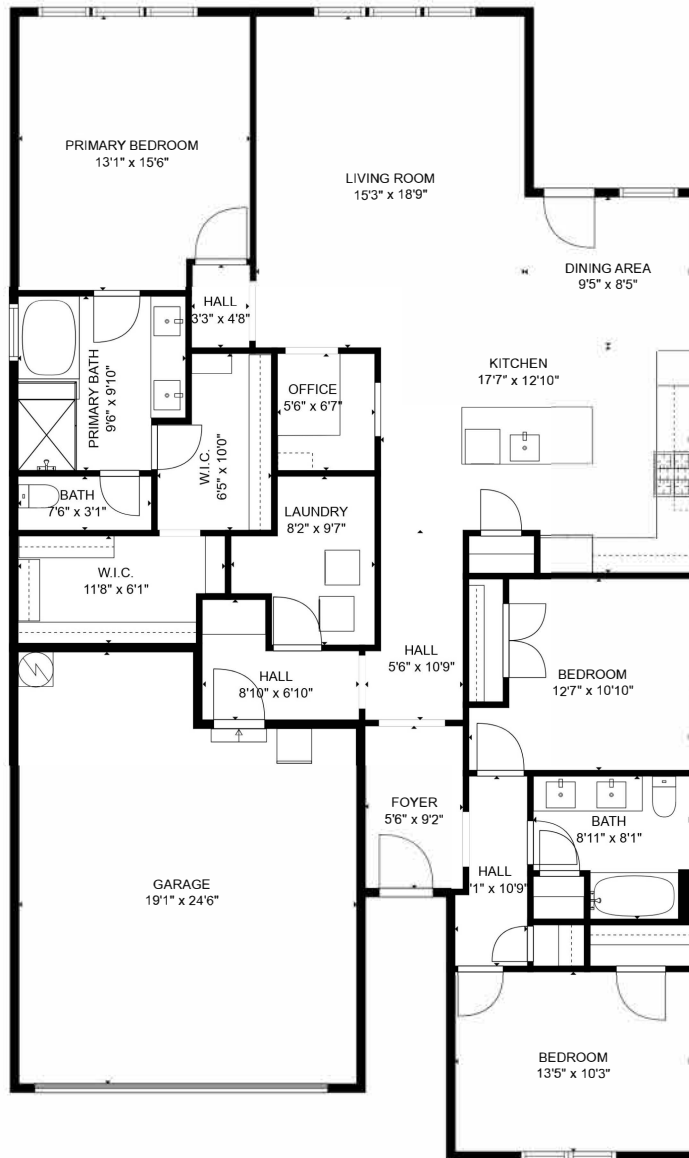 PRIMARY BEDROOM
13'1" x 15'6"
LIVING ROOM
15'3" x 18'9"
DINING AREA
9'5" x 8'5"
HALL
3'3" x 4'8"
KITCHEN
17'7" x 12'10"
OFFICE
5'6" x 6'7"
PRIMARY BATH
9'6" x 9'10"
W.I.C.
6'5" x 10'0"
BATH
7'6" x 3'1"
LAUNDRY
8'2" x 9'7"
W.I.C.
11'8" x 6'1"
HALL
5'6" x 10'9"
HALL
8'10" x 6'10"
BEDROOM
12'7" x 10'10"
FOYER
5'6" x 9'2"
BATH
8'11" x 8'1"
HALL
'1" x 10'9"
GARAGE
19'1" x 24'6"
BEDROOM
13'5" x 10'3"